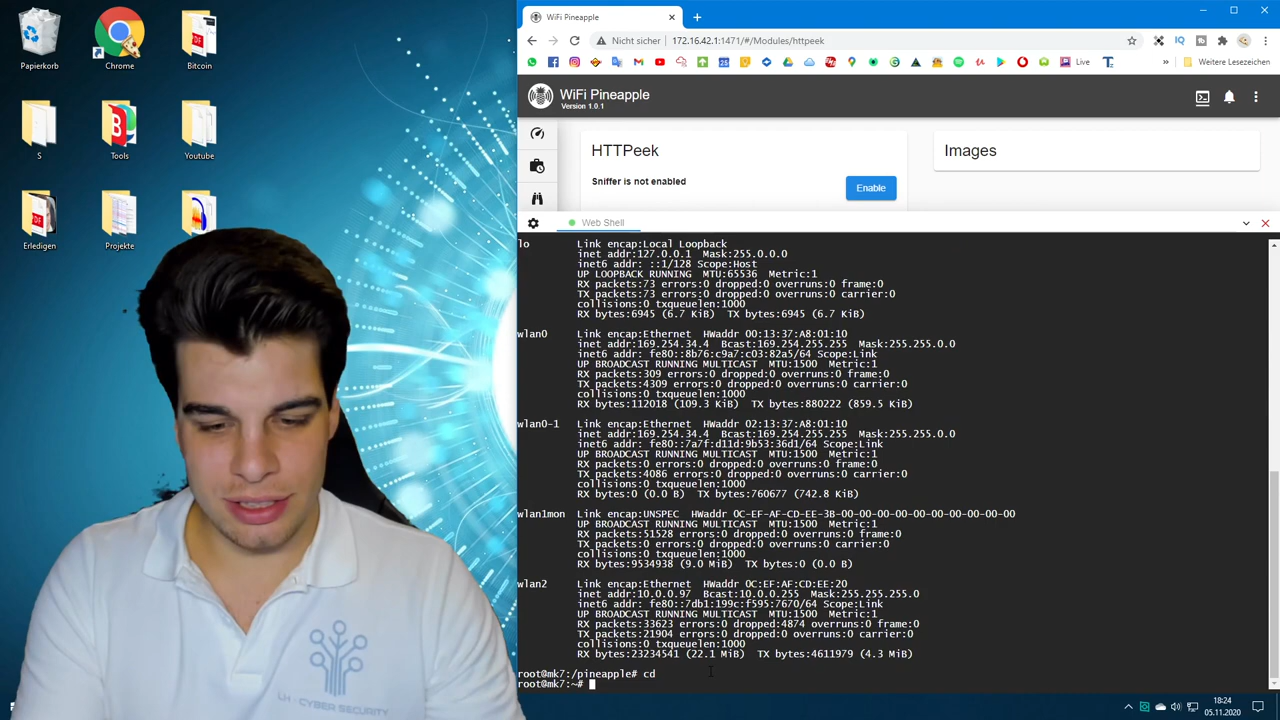 Papierkorb
Chrome
Bitcoin
S
Tools
Youtube
Erledigen
Projekte
LH - CYBER SECURITY
WiFi Pineapple
Nicht sicher | 172.16.42.1:1471/#/Modules/httpeek
Live
Weitere Lesezeichen
WiFi Pineapple
Version 1.0.1
HTTPeek
Sniffer is not enabled
Enable
Images
Web Shell
lo Link encap:Local Loopback
inet addr:127.0.0.1 Mask:255.0.0.0
inet6 addr: ::1/128 Scope:Host
UP LOOPBACK RUNNING MTU:65536 Metric:1
RX packets:73 errors:0 dropped:0 overruns:0 frame:0
TX packets:73 errors:0 dropped:0 overruns:0 carrier:0
collisions:0 txqueuelen:1000
RX bytes:6945 (6.7 KiB) TX bytes:6945 (6.7 KiB)
wlan0 Link encap:Ethernet HWaddr 00:13:37:A8:01:10
inet addr:169.254.34.4 Bcast:169.254.255.255 Mask:255.255.0.0
inet6 addr: fe80::8b76:c9a7:c03:82a5/64 Scope:Link
UP BROADCAST RUNNING MULTICAST MTU:1500 Metric:1
RX packets:309 errors:0 dropped:0 overruns:0 frame:0
TX packets:4309 errors:0 dropped:0 overruns:0 carrier:0
collisions:0 txqueuelen:1000
RX bytes:112018 (109.3 KiB) TX bytes:880222 (859.5 KiB)
wlan0-1 Link encap:Ethernet HWaddr 02:13:37:A8:01:10
inet addr:169.254.34.4 Bcast:169.254.255.255 Mask:255.255.0.0
inet6 addr: fe80::7a7f:d11d:9b53:36d1/64 Scope:Link
UP BROADCAST RUNNING MULTICAST MTU:1500 Metric:1
RX packets:0 errors:0 dropped:0 overruns:0 frame:0
TX packets:4086 errors:0 dropped:0 overruns:0 carrier:0
collisions:0 txqueuelen:1000
RX bytes:0 (0.0 B) TX bytes:760677 (742.8 KiB)
wlan1mon Link encap:UNSPEC HWaddr 0C-EF-AF-CD-EE-3B-00-00-00-00-00-00-00-00-00-00
UP BROADCAST RUNNING MULTICAST MTU:1500 Metric:1
RX packets:51528 errors:0 dropped:0 overruns:0 frame:0
TX packets:0 errors:0 dropped:0 overruns:0 carrier:0
collisions:0 txqueuelen:1000
RX bytes:9534938 (9.0 MiB) TX bytes:0 (0.0 B)
wlan2 Link encap:Ethernet HWaddr 0C:EF:AF:CD:EE:20
inet addr:10.0.0.97 Bcast:10.0.0.255 Mask:255.255.255.0
inet6 addr: fe80::7db1:199c:f595:7670/64 Scope:Link
UP BROADCAST RUNNING MULTICAST MTU:1500 Metric:1
RX packets:33623 errors:0 dropped:4874 overruns:0 frame:0
TX packets:21904 errors:0 dropped:0 overruns:0 carrier:0
collisions:0 txqueuelen:1000
RX bytes:23234541 (22.1 MiB) TX bytes:4611979 (4.3 MiB)
root@mk7:/pineapple# cd
root@mk7:~#
18:24
05.11.2020